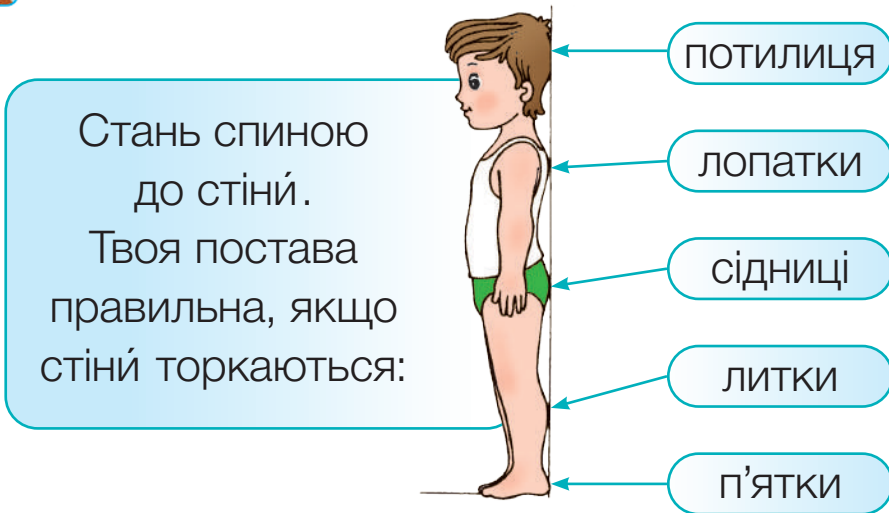 Стань спиною
до стіни́.
Твоя постава
правильна, якщо
стіни́ торкаються:
потилиця
лопатки
сідниці
литки
п’ятки